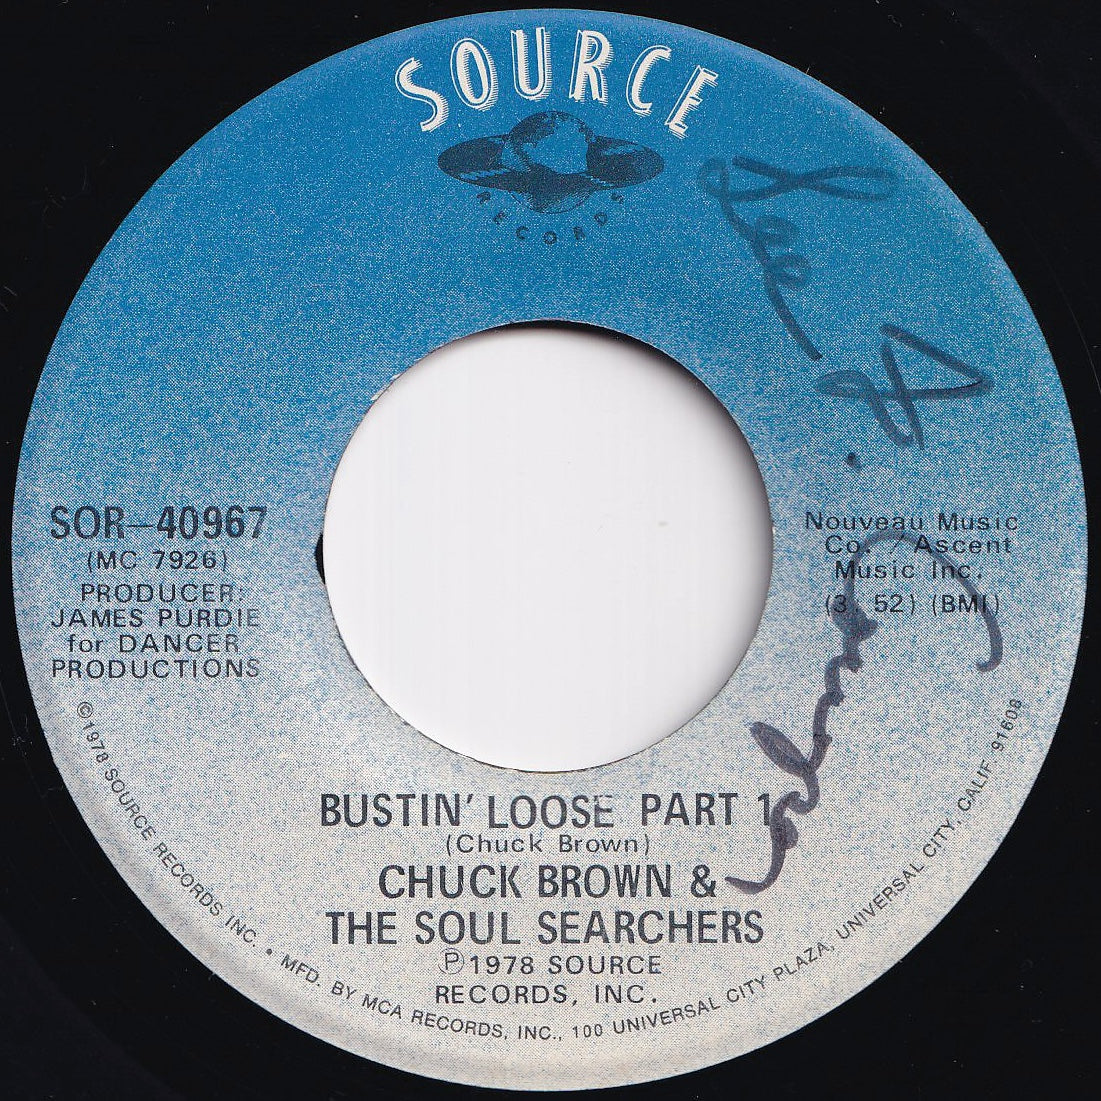 SOURCE
RECORDS
Lee D.
SOR—40967
(MC 7926)
PRODUCER:
JAMES PURDIE
for DANCER
PRODUCTIONS
Nouveau Music
Co. / Ascent
Music Inc.
(3:52) (BMI)
BUSTIN' LOOSE PART 1
(Chuck Brown)
CHUCK BROWN &
THE SOUL SEARCHERS
℗1978 SOURCE
RECORDS, INC.
©1978 SOURCE RECORDS INC. • MFD. BY MCA RECORDS, INC., 100 UNIVERSAL CITY PLAZA, UNIVERSAL CITY, CALIF. 91608